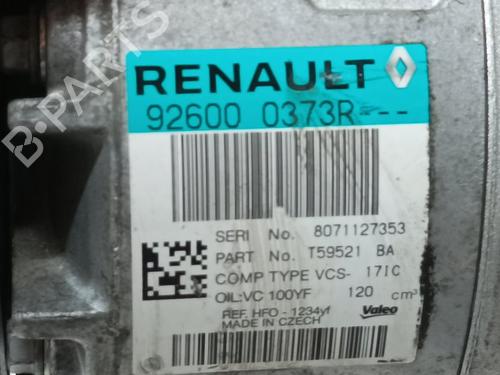 B-PARTS
RENAULT
92600 0373R---
SERI No. 8071127353
PART No. T59521 BA
COMP TYPE VCS- 17IC
OIL:VC 100YF 120 cm³
REF. HFO - 1234yf
MADE IN CZECH
Valeo